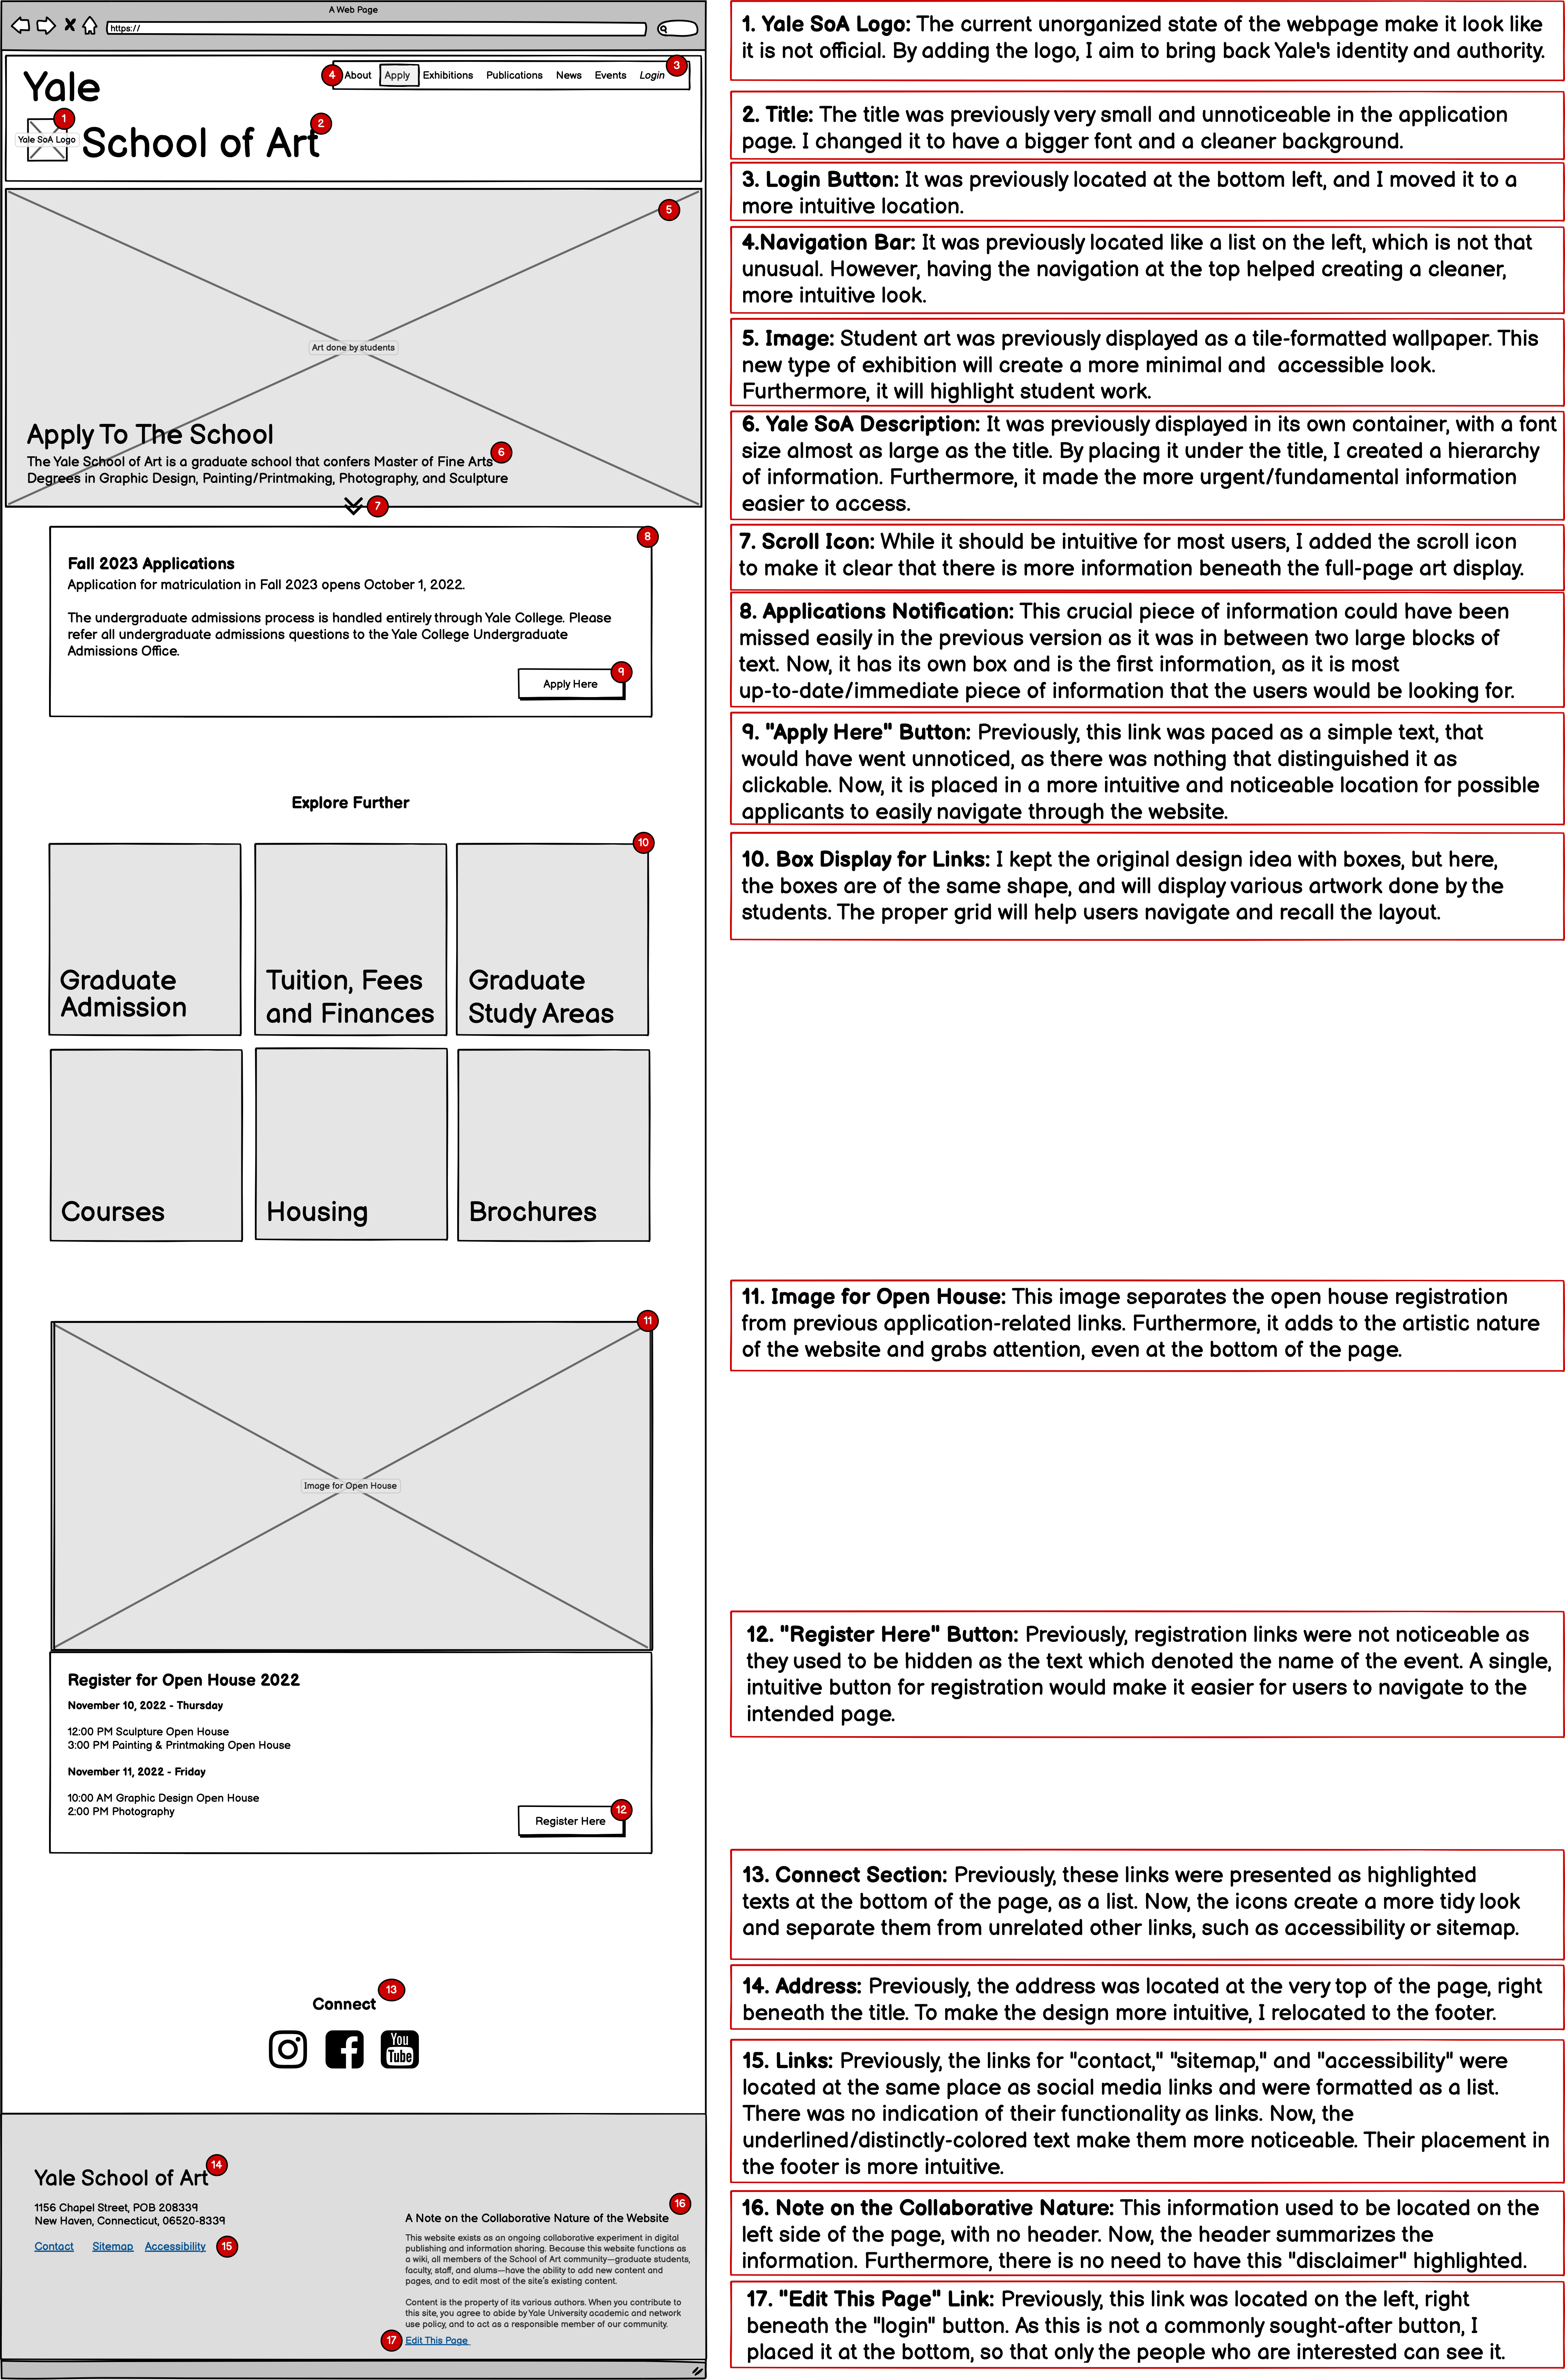 A Web Page
https://
Yale
School of Art
Yale SoA Logo
1
2
4
About
Apply
Exhibitions
Publications
News
Events
Login
3
5
Art done by students
Apply To The School
The Yale School of Art is a graduate school that confers Master of Fine Arts
Degrees in Graphic Design, Painting/Printmaking, Photography, and Sculpture
6
7
8
Fall 2023 Applications
Application for matriculation in Fall 2023 opens October 1, 2022.
The undergraduate admissions process is handled entirely through Yale College. Please
refer all undergraduate admissions questions to the Yale College Undergraduate
Admissions Office.
Apply Here
9
Explore Further
10
Graduate
Admission
Tuition, Fees
and Finances
Graduate
Study Areas
Courses
Housing
Brochures
11
Image for Open House
Register for Open House 2022
November 10, 2022 - Thursday
12:00 PM Sculpture Open House
3:00 PM Painting & Printmaking Open House
November 11, 2022 - Friday
10:00 AM Graphic Design Open House
2:00 PM Photography
Register Here
12
Connect
13
You
Tube
Yale School of Art
14
1156 Chapel Street, POB 208339
New Haven, Connecticut, 06520-8339
Contact
Sitemap
Accessibility
15
16
A Note on the Collaborative Nature of the Website
This website exists as an ongoing collaborative experiment in digital
publishing and information sharing. Because this website functions as
a wiki, all members of the School of Art community—graduate students,
faculty, staff, and alums—have the ability to add new content and
pages, and to edit most of the site's existing content.
Content is the property of its various authors. When you contribute to
this site, you agree to abide by Yale University academic and network
use policy, and to act as a responsible member of our community.
17
Edit This Page
1. Yale SoA Logo: The current unorganized state of the webpage make it look like
it is not official. By adding the logo, I aim to bring back Yale's identity and authority.
2. Title: The title was previously very small and unnoticeable in the application
page. I changed it to have a bigger font and a cleaner background.
3. Login Button: It was previously located at the bottom left, and I moved it to a
more intuitive location.
4.Navigation Bar: It was previously located like a list on the left, which is not that
unusual. However, having the navigation at the top helped creating a cleaner,
more intuitive look.
5. Image: Student art was previously displayed as a tile-formatted wallpaper. This
new type of exhibition will create a more minimal and accessible look.
Furthermore, it will highlight student work.
6. Yale SoA Description: It was previously displayed in its own container, with a font
size almost as large as the title. By placing it under the title, I created a hierarchy
of information. Furthermore, it made the more urgent/fundamental information
easier to access.
7. Scroll Icon: While it should be intuitive for most users, I added the scroll icon
to make it clear that there is more information beneath the full-page art display.
8. Applications Notification: This crucial piece of information could have been
missed easily in the previous version as it was in between two large blocks of
text. Now, it has its own box and is the first information, as it is most
up-to-date/immediate piece of information that the users would be looking for.
9. "Apply Here" Button: Previously, this link was paced as a simple text, that
would have went unnoticed, as there was nothing that distinguished it as
clickable. Now, it is placed in a more intuitive and noticeable location for possible
applicants to easily navigate through the website.
10. Box Display for Links: I kept the original design idea with boxes, but here,
the boxes are of the same shape, and will display various artwork done by the
students. The proper grid will help users navigate and recall the layout.
11. Image for Open House: This image separates the open house registration
from previous application-related links. Furthermore, it adds to the artistic nature
of the website and grabs attention, even at the bottom of the page.
12. "Register Here" Button: Previously, registration links were not noticeable as
they used to be hidden as the text which denoted the name of the event. A single,
intuitive button for registration would make it easier for users to navigate to the
intended page.
13. Connect Section: Previously, these links were presented as highlighted
texts at the bottom of the page, as a list. Now, the icons create a more tidy look
and separate them from unrelated other links, such as accessibility or sitemap.
14. Address: Previously, the address was located at the very top of the page, right
beneath the title. To make the design more intuitive, I relocated to the footer.
15. Links: Previously, the links for "contact," "sitemap," and "accessibility" were
located at the same place as social media links and were formatted as a list.
There was no indication of their functionality as links. Now, the
underlined/distinctly-colored text make them more noticeable. Their placement in
the footer is more intuitive.
16. Note on the Collaborative Nature: This information used to be located on the
left side of the page, with no header. Now, the header summarizes the
information. Furthermore, there is no need to have this "disclaimer" highlighted.
17. "Edit This Page" Link: Previously, this link was located on the left, right
beneath the "login" button. As this is not a commonly sought-after button, I
placed it at the bottom, so that only the people who are interested can see it.